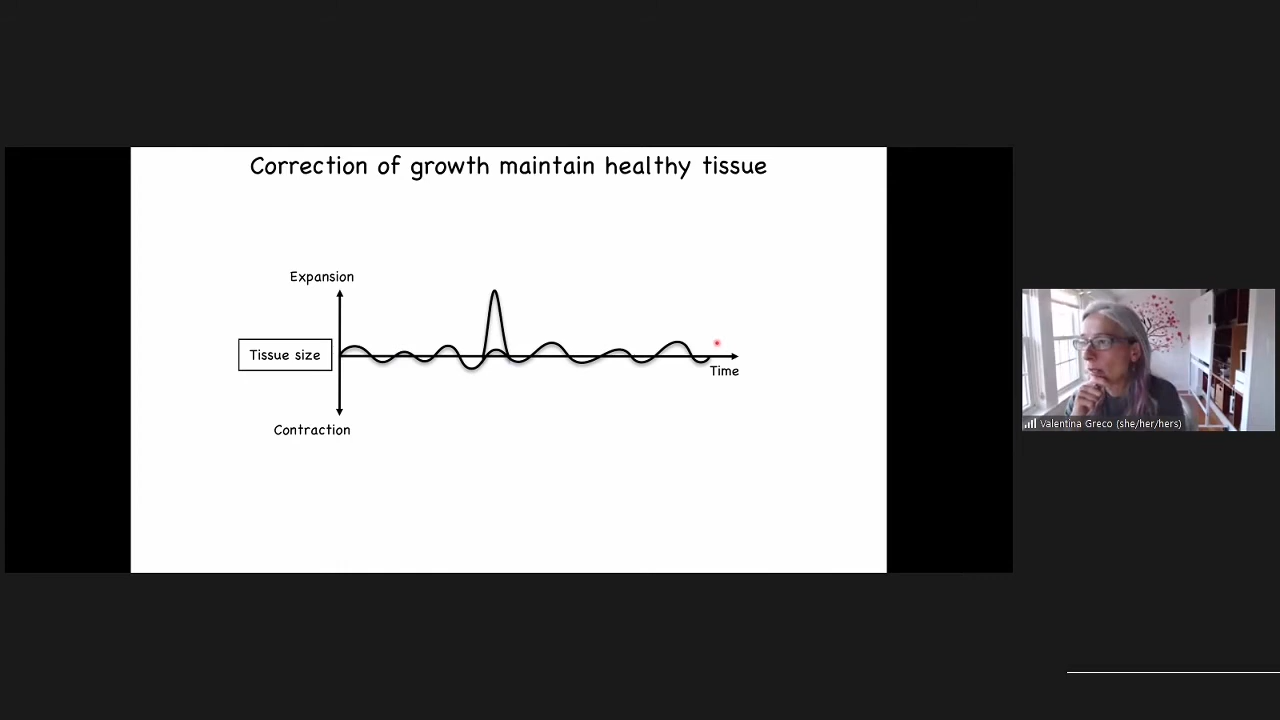 Correction of growth maintain healthy tissue
Expansion
Tissue size
Time
Contraction
Valentina Greco (she/her/hers)